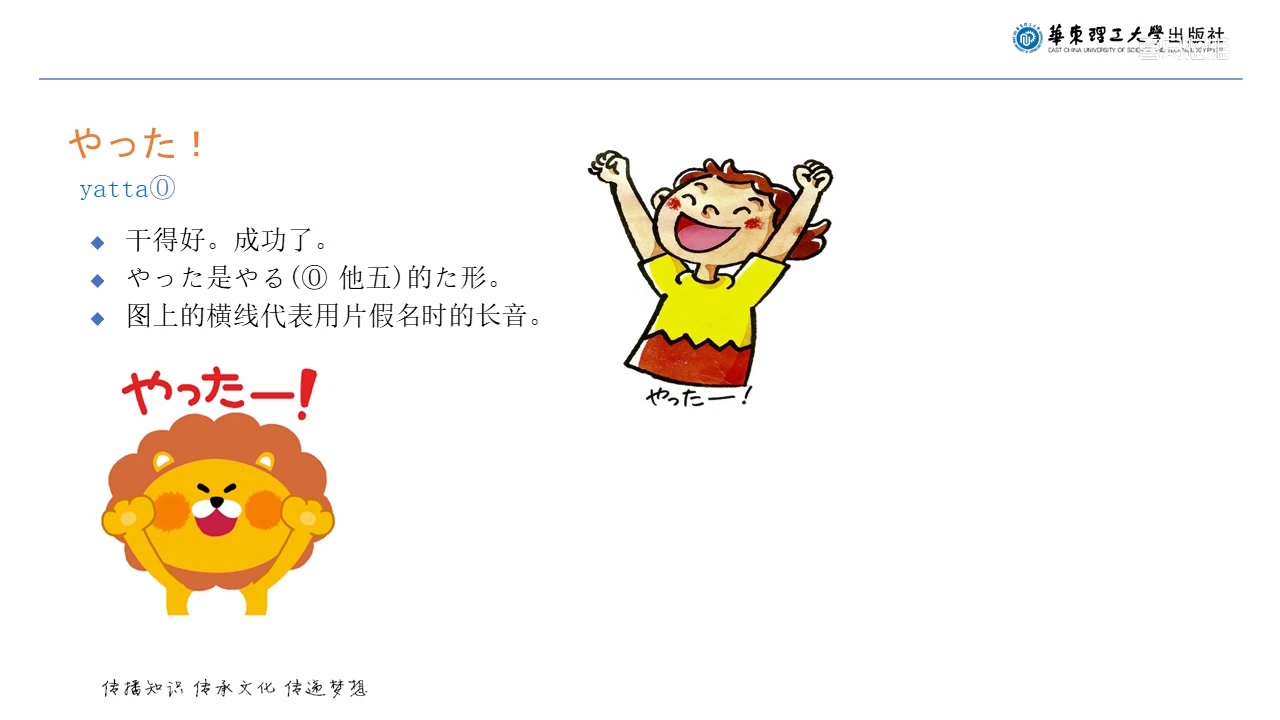 華東理工大學出版社
やった！
yatta⓪
干得好。成功了。
やった是やる(⓪ 他五)的た形。
图上的横线代表用片假名时的长音。
やったー!
やったー!
传播知识 传承文化 传递梦想